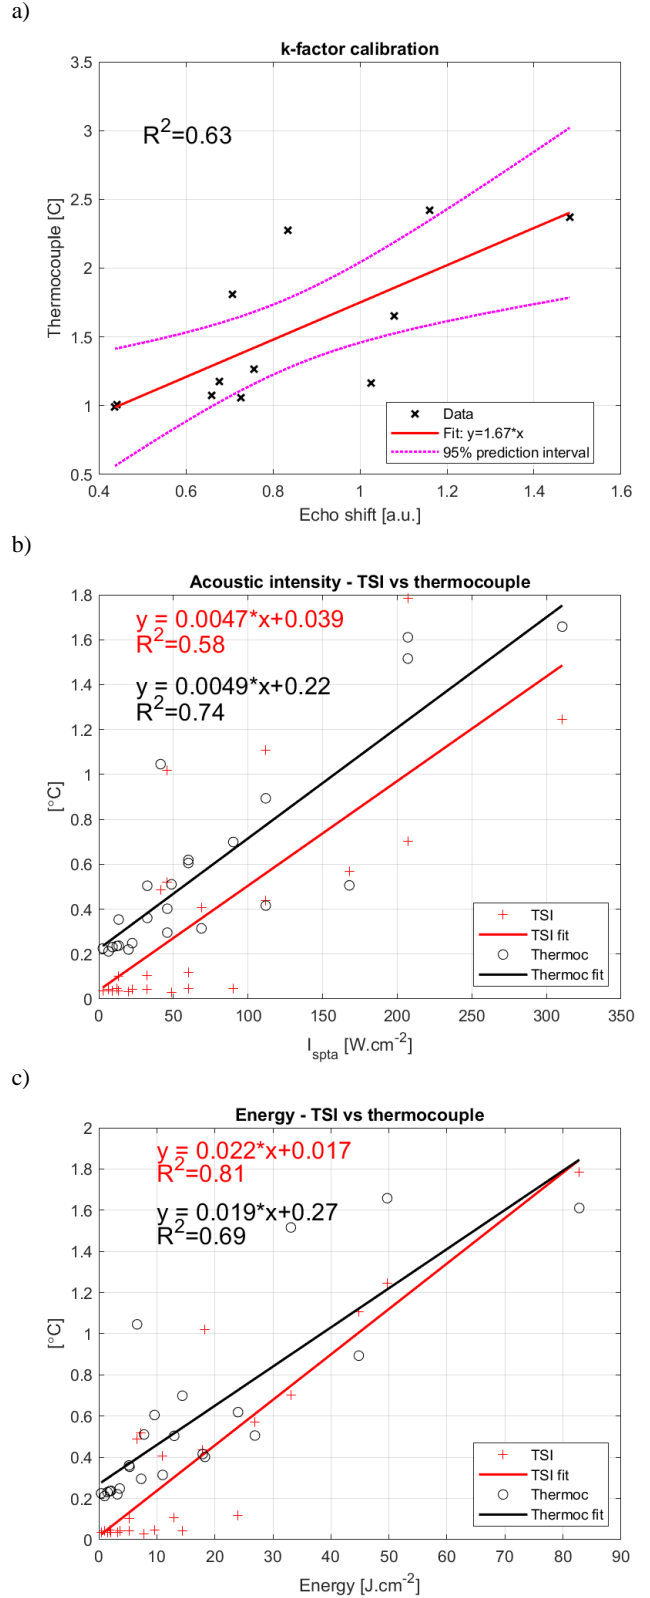 a)
k-factor calibration
R2=0.63
3.5
3
2.5
2
1.5
1
0.5
Thermocouple [C]
Data
Fit: y=1.67*x
95% prediction interval
0.4 0.6 0.8 1 1.2 1.4 1.6
Echo shift [a.u.]
b)
Acoustic intensity - TSI vs thermocouple
y = 0.0047*x+0.039
R2=0.58
y = 0.0049*x+0.22
R2=0.74
1.8
1.6
1.4
1.2
1
0.8
0.6
0.4
0.2
0
[°C]
TSI
TSI fit
Thermoc
Thermoc fit
0 50 100 150 200 250 300 350
Ispta [W.cm-2]
c)
Energy - TSI vs thermocouple
y = 0.022*x+0.017
R2=0.81
y = 0.019*x+0.27
R2=0.69
2
1.8
1.6
1.4
1.2
1
0.8
0.6
0.4
0.2
0
[°C]
TSI
TSI fit
Thermoc
Thermoc fit
0 10 20 30 40 50 60 70 80 90
Energy [J.cm-2]